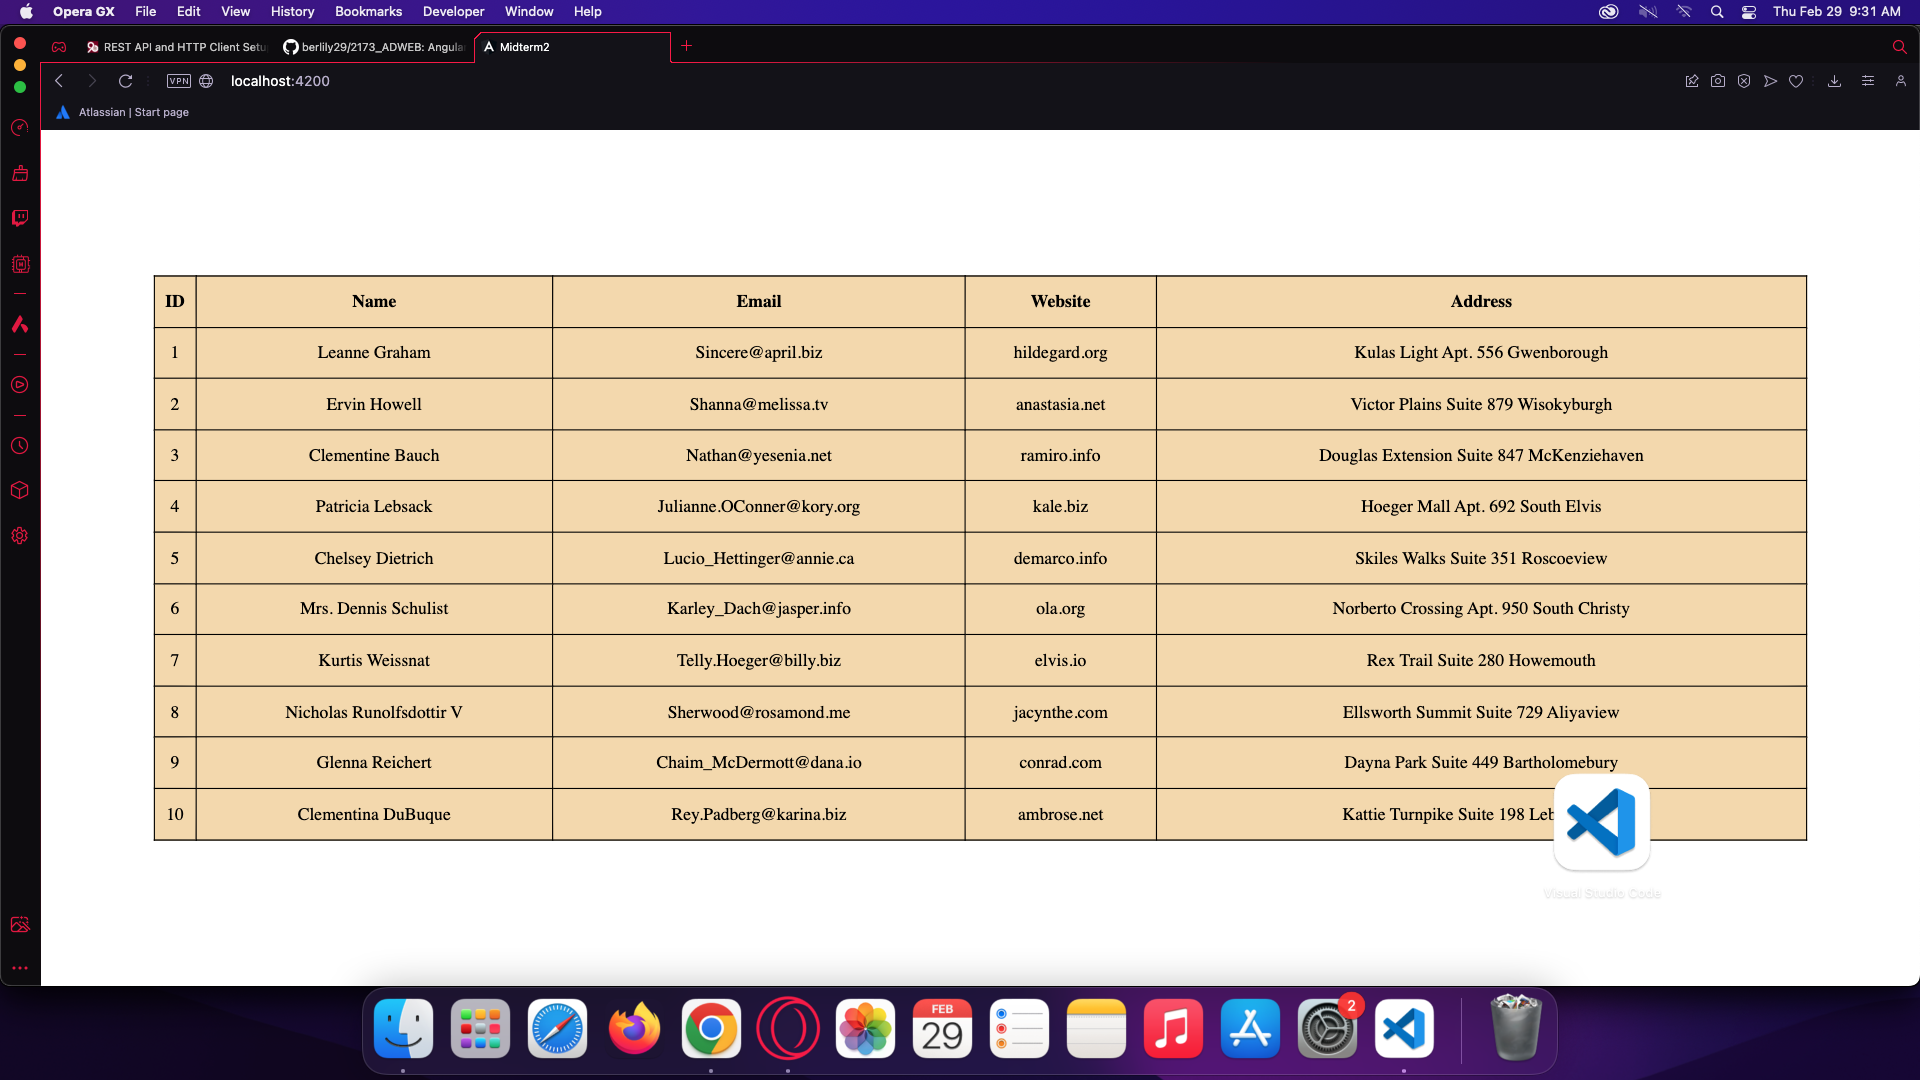 Opera GX File Edit View History Bookmarks Developer Window Help Thu Feb 29 9:31 AM
REST API and HTTP Client Setu berlily29/2173_ADWEB: Angula Midterm2
VPN localhost:4200
Atlassian | Start page
ID Name Email Website Address
1 Leanne Graham Sincere@april.biz hildegard.org Kulas Light Apt. 556 Gwenborough
2 Ervin Howell Shanna@melissa.tv anastasia.net Victor Plains Suite 879 Wisokyburgh
3 Clementine Bauch Nathan@yesenia.net ramiro.info Douglas Extension Suite 847 McKenziehaven
4 Patricia Lebsack Julianne.OConner@kory.org kale.biz Hoeger Mall Apt. 692 South Elvis
5 Chelsey Dietrich Lucio_Hettinger@annie.ca demarco.info Skiles Walks Suite 351 Roscoeview
6 Mrs. Dennis Schulist Karley_Dach@jasper.info ola.org Norberto Crossing Apt. 950 South Christy
7 Kurtis Weissnat Telly.Hoeger@billy.biz elvis.io Rex Trail Suite 280 Howemouth
8 Nicholas Runolfsdottir V Sherwood@rosamond.me jacynthe.com Ellsworth Summit Suite 729 Aliyaview
9 Glenna Reichert Chaim_McDermott@dana.io conrad.com Dayna Park Suite 449 Bartholomebury
10 Clementina DuBuque Rey.Padberg@karina.biz ambrose.net Kattie Turnpike Suite 198 Leb
Visual Studio Code
FEB
29
2